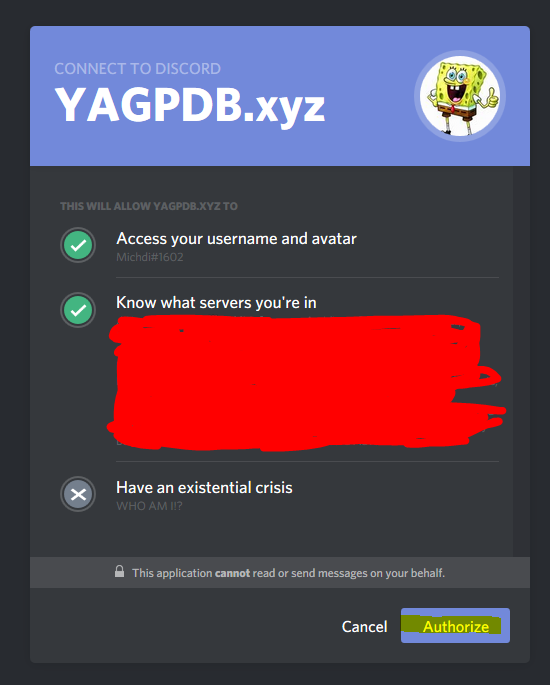 CONNECT TO DISCORD
YAGPDB.xyz
THIS WILL ALLOW YAGPDB.XYZ TO
Access your username and avatar
Michdi#1602
Know what servers you're in
Have an existential crisis
WHO AM I!?
This application cannot read or send messages on your behalf.
Cancel
Authorize